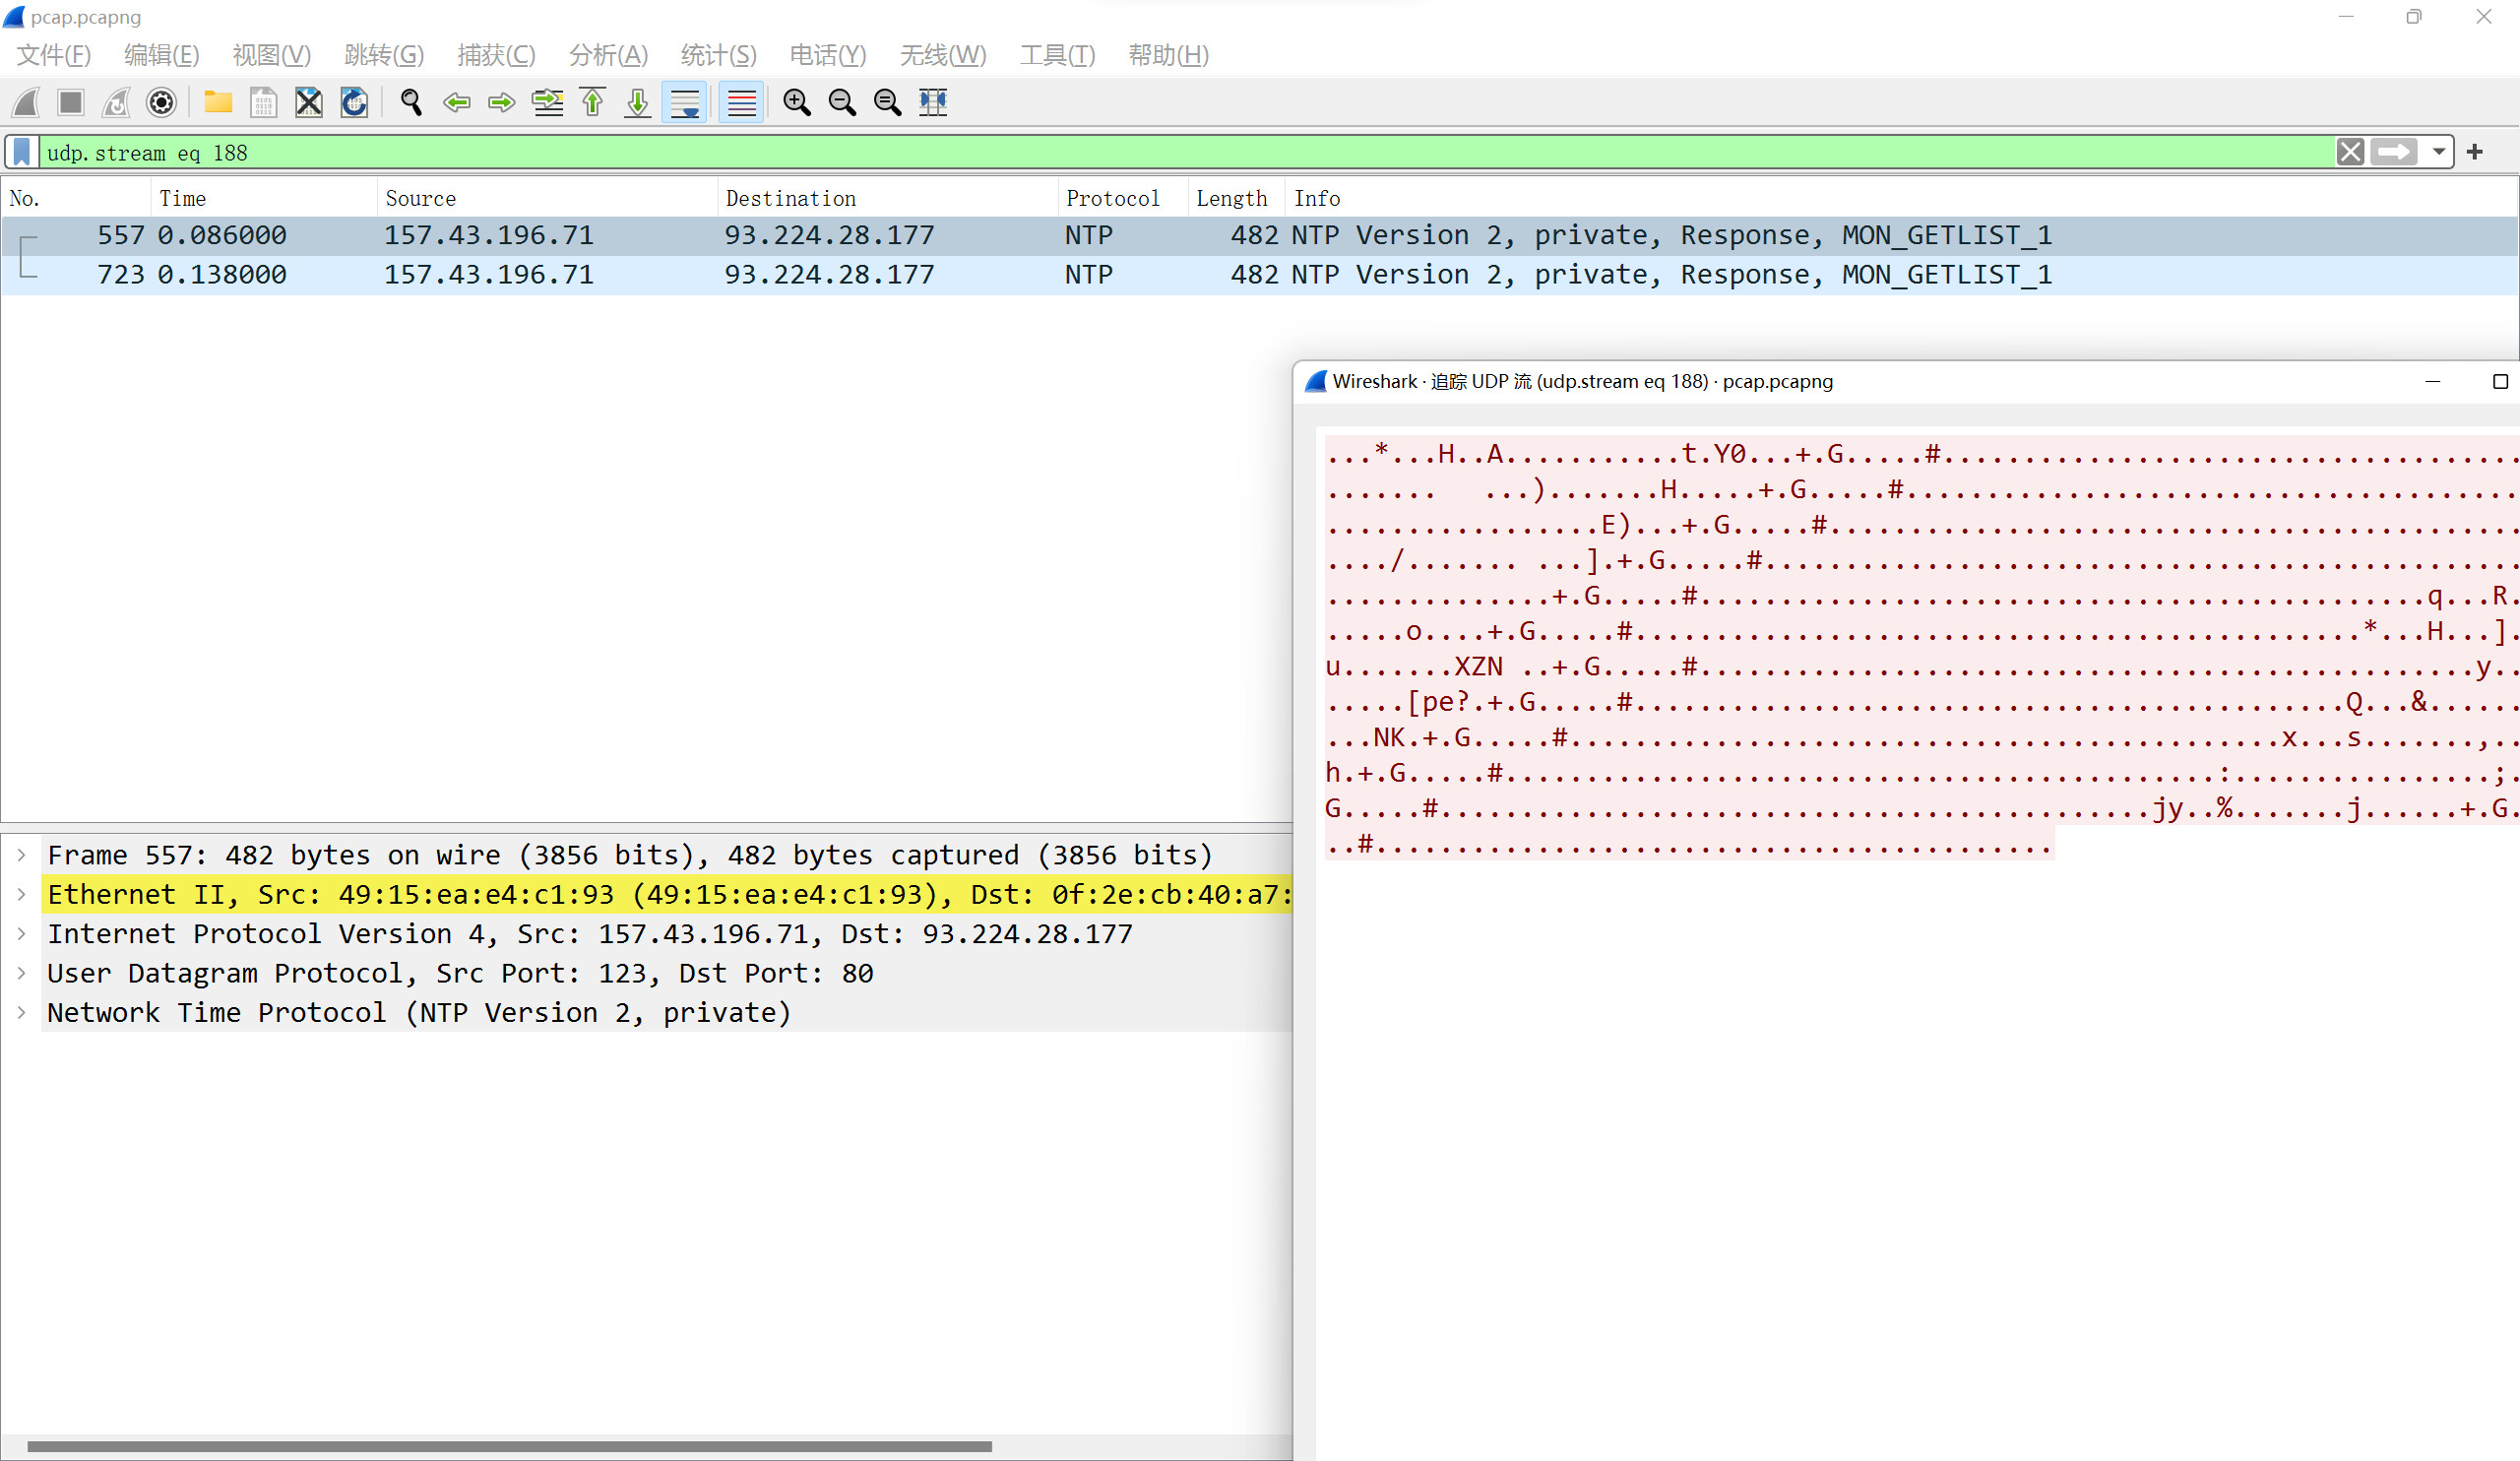 pcap.pcapng
文件(F) 编辑(E) 视图(V) 跳转(G) 捕获(C) 分析(A) 统计(S) 电话(Y) 无线(W) 工具(T) 帮助(H)
udp.stream eq 188
No. Time Source Destination Protocol Length Info
557 0.086000 157.43.196.71 93.224.28.177 NTP 482 NTP Version 2, private, Response, MON_GETLIST_1
723 0.138000 157.43.196.71 93.224.28.177 NTP 482 NTP Version 2, private, Response, MON_GETLIST_1
Wireshark · 追踪 UDP 流 (udp.stream eq 188) · pcap.pcapng
...*...H..A...........t.Y0...+.G.....#....................................
.......   ...).......H.....+.G.....#......................................
.................E)...+.G.....#...........................................
..../....... ...].+.G.....#...............................................
..............+.G.....#.............................................q...R.
.....o....+.G.....#.............................................*...H...].
u.......XZN ..+.G.....#................................................y..
.....[pe?.+.G.....#............................................Q...&......
...NK.+.G.....#............................................x...s.......,..
h.+.G.....#............................................:................;.
G.....#............................................jy..%.......j......+.G.
..#..........................................
Frame 557: 482 bytes on wire (3856 bits), 482 bytes captured (3856 bits)
Ethernet II, Src: 49:15:ea:e4:c1:93 (49:15:ea:e4:c1:93), Dst: 0f:2e:cb:40:a7:
Internet Protocol Version 4, Src: 157.43.196.71, Dst: 93.224.28.177
User Datagram Protocol, Src Port: 123, Dst Port: 80
Network Time Protocol (NTP Version 2, private)